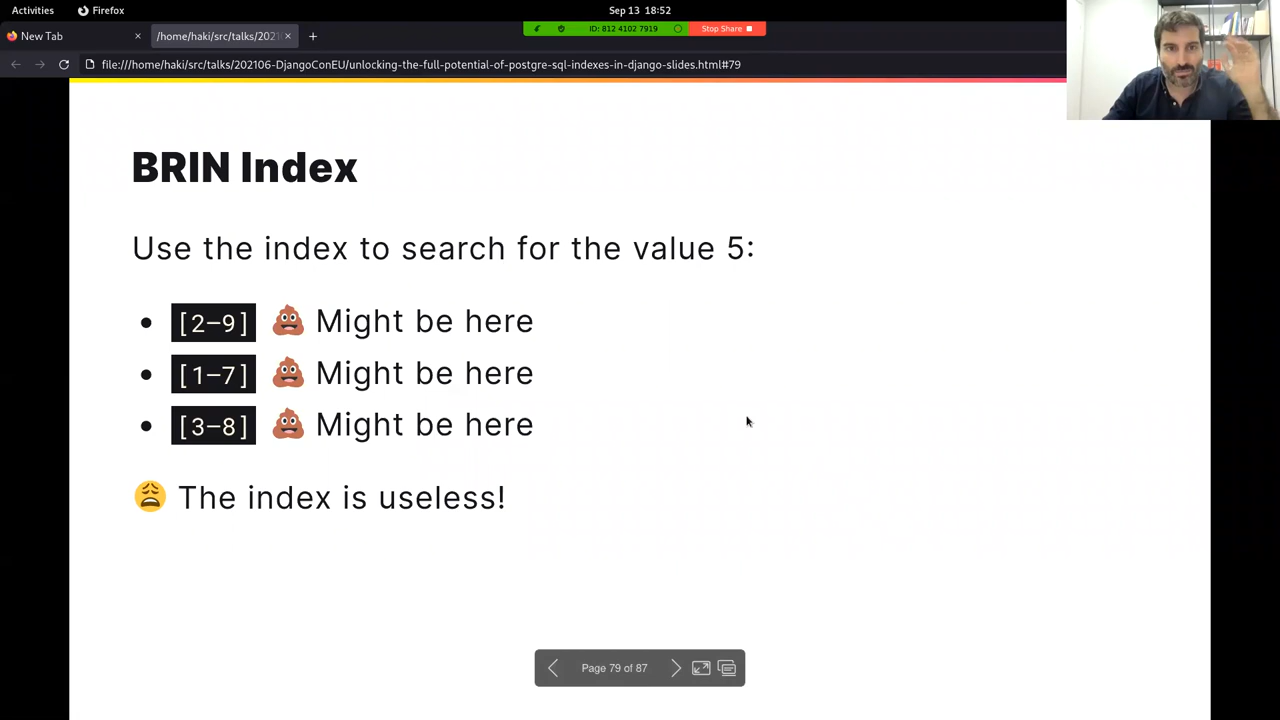 Activities
Firefox
Sep 13 18:52
New Tab
/home/haki/src/talks/2021
ID: 812 4102 7919
Stop Share
file:///home/haki/src/talks/202106-DjangoConEU/unlocking-the-full-potential-of-postgre-sql-indexes-in-django-slides.html#79
BRIN Index
Use the index to search for the value 5:
• [2–9] 💩 Might be here
• [1–7] 💩 Might be here
• [3–8] 💩 Might be here
😩 The index is useless!
Page 79 of 87